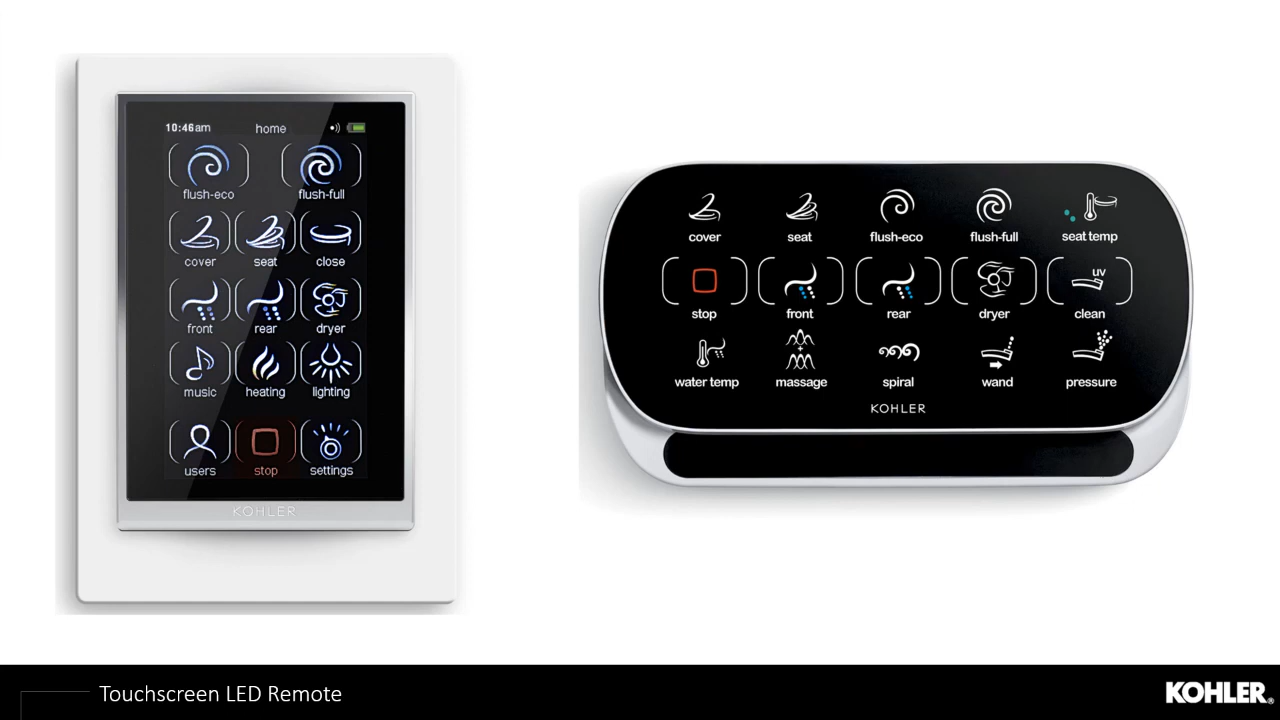 10:46am home
flush-eco flush-full
cover seat close
front rear dryer
music heating lighting
users stop settings
KOHLER
cover seat flush-eco flush-full seat temp
uv
stop front rear dryer clean
water temp massage spiral wand pressure
KOHLER
Touchscreen LED Remote
KOHLER®